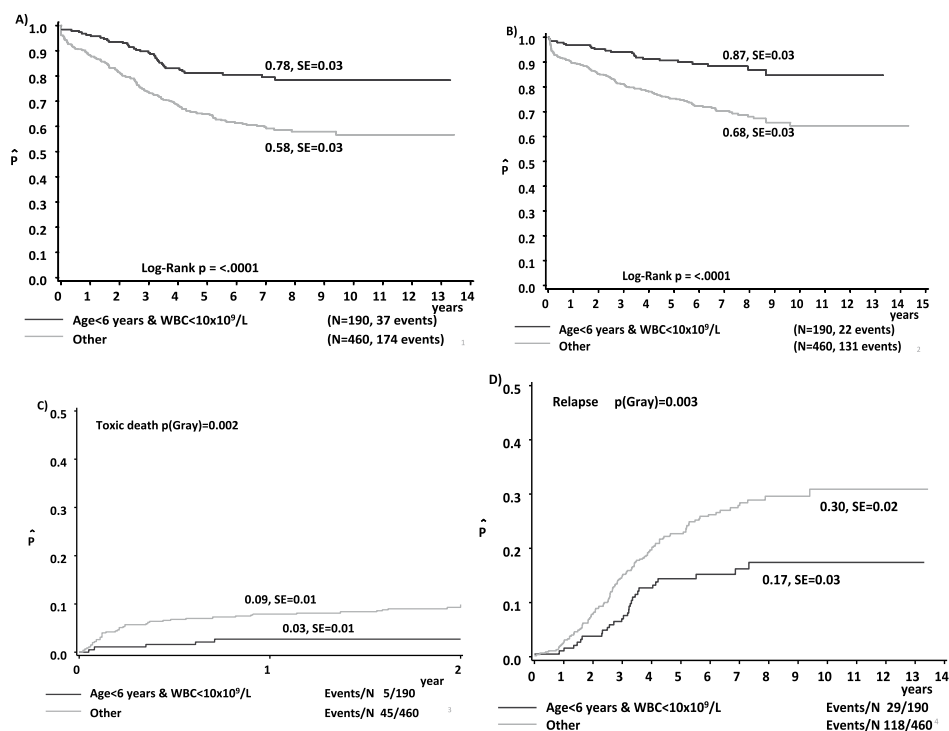 A)
1.0
0.9
0.8
0.7
0.6
0.5
0.4
0.3
0.2
0.1
0.0
P̂
0.78, SE=0.03
0.58, SE=0.03
Log-Rank p = <.0001
0 1 2 3 4 5 6 7 8 9 10 11 12 13 14
years
Age<6 years & WBC<10x10⁹/L (N=190, 37 events)
Other (N=460, 174 events)
1
B)
1.0
0.9
0.8
0.7
0.6
0.5
0.4
0.3
0.2
0.1
0.0
P̂
0.87, SE=0.03
0.68, SE=0.03
Log-Rank p = <.0001
0 1 2 3 4 5 6 7 8 9 10 11 12 13 14 15
years
Age<6 years & WBC<10x10⁹/L (N=190, 22 events)
Other (N=460, 131 events)
2
C)
Toxic death p(Gray)=0.002
0.5
0.4
0.3
0.2
0.1
0.0
P̂
0.09, SE=0.01
0.03, SE=0.01
0 1 2
year
Age<6 years & WBC<10x10⁹/L Events/N 5/190
Other Events/N 45/460
3
D)
Relapse p(Gray)=0.003
0.5
0.4
0.3
0.2
0.1
0.0
P̂
0.30, SE=0.02
0.17, SE=0.03
0 1 2 3 4 5 6 7 8 9 10 11 12 13 14
years
Age<6 years & WBC<10x10⁹/L Events/N 29/190
Other Events/N 118/460
4